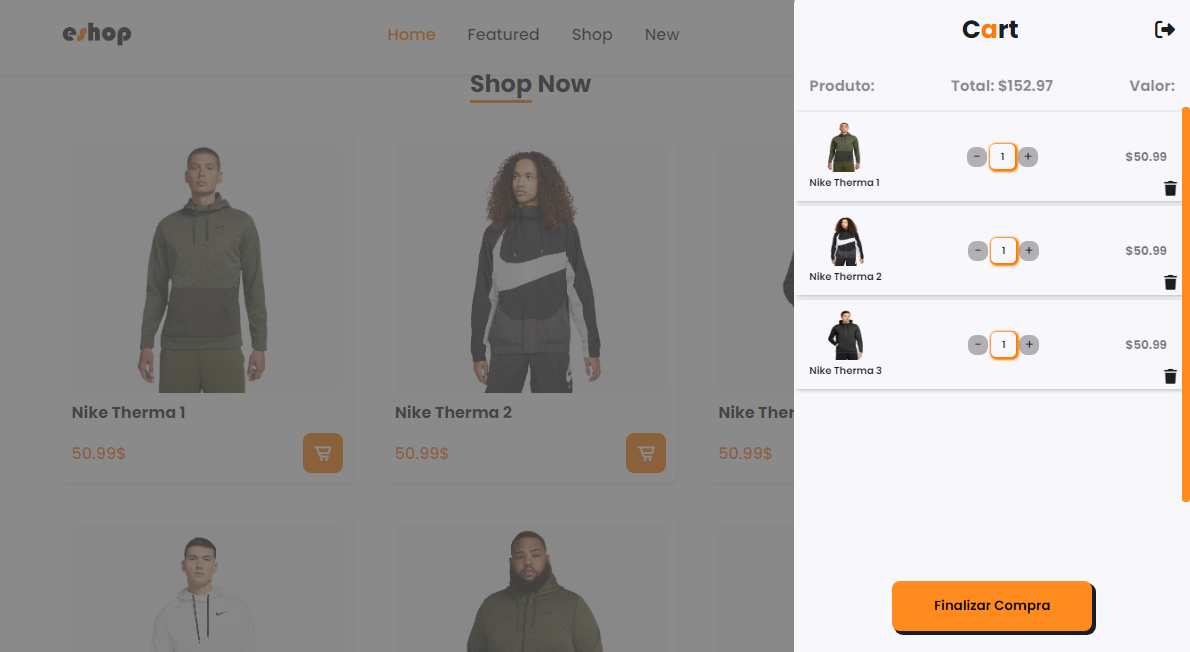 eshop
Home Featured Shop New
Shop Now
Nike Therma 1
50.99$
Nike Therma 2
50.99$
Nike Ther
50.99$
Cart
Produto: Total: $152.97 Valor:
- 1 + $50.99
Nike Therma 1
- 1 + $50.99
Nike Therma 2
- 1 + $50.99
Nike Therma 3
Finalizar Compra